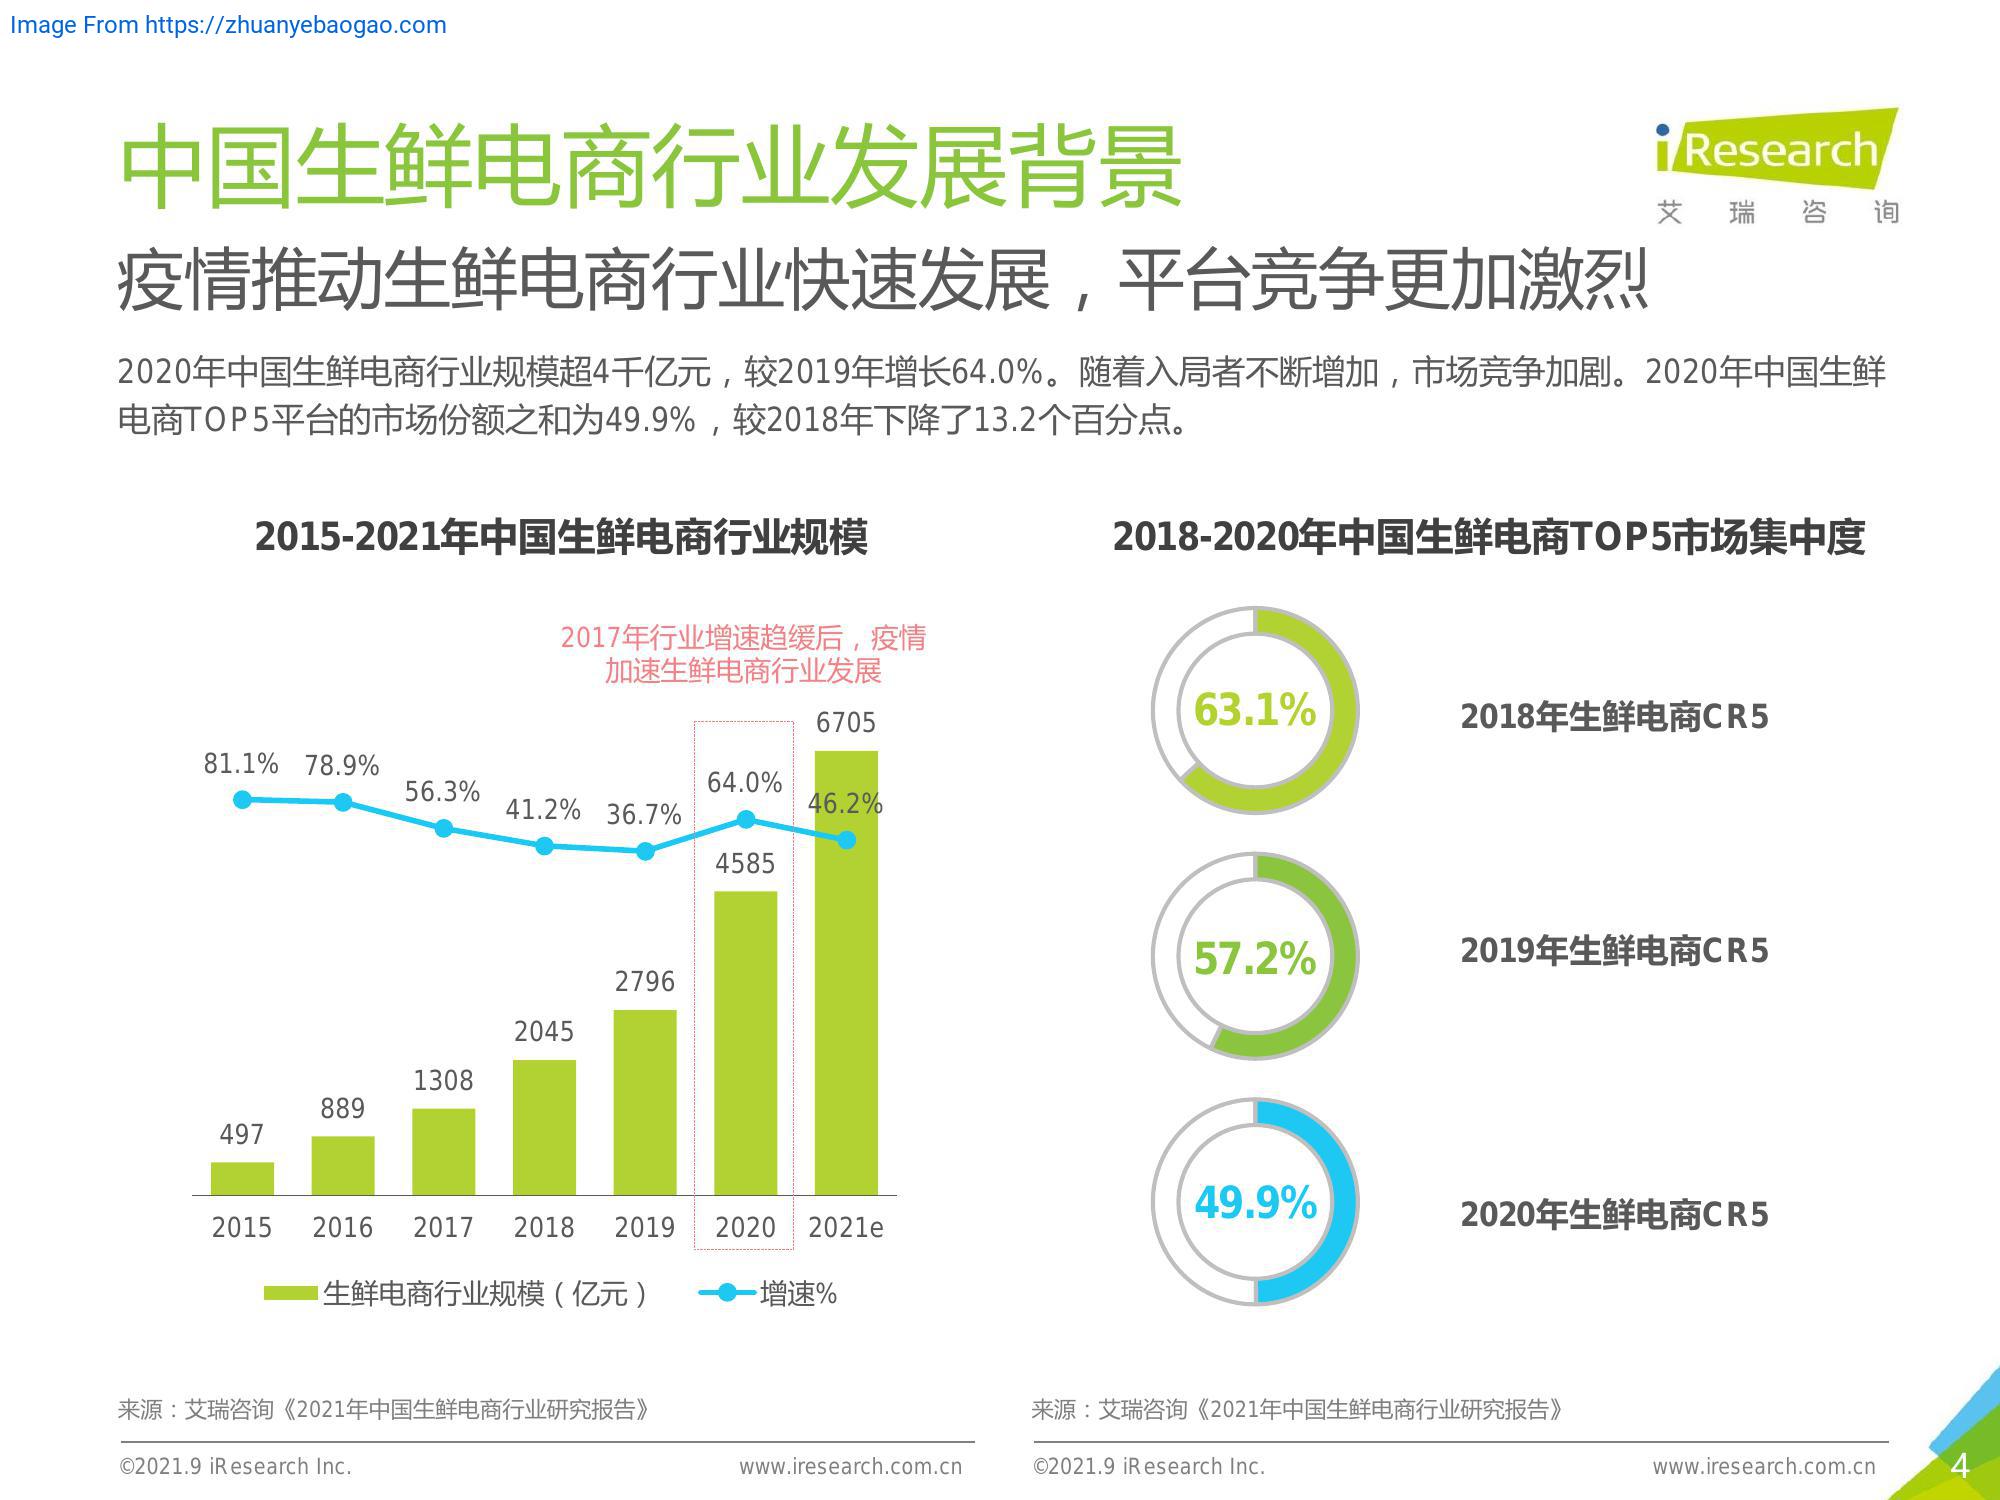 Image From https://zhuanyebaogao.com
中国生鲜电商行业发展背景
iResearch
艾瑞咨询
疫情推动生鲜电商行业快速发展，平台竞争更加激烈
2020年中国生鲜电商行业规模超4千亿元，较2019年增长64.0%。随着入局者不断增加，市场竞争加剧。2020年中国生鲜
电商TOP5平台的市场份额之和为49.9%，较2018年下降了13.2个百分点。
2015-2021年中国生鲜电商行业规模
2017年行业增速趋缓后，疫情
加速生鲜电商行业发展
6705
81.1% 78.9% 56.3% 41.2% 36.7% 64.0% 46.2%
4585
2796
2045
1308
889
497
2015 2016 2017 2018 2019 2020 2021e
生鲜电商行业规模（亿元） 增速%
来源：艾瑞咨询《2021年中国生鲜电商行业研究报告》
©2021.9 iResearch Inc. www.iresearch.com.cn
2018-2020年中国生鲜电商TOP5市场集中度
63.1% 2018年生鲜电商CR5
57.2% 2019年生鲜电商CR5
49.9% 2020年生鲜电商CR5
来源：艾瑞咨询《2021年中国生鲜电商行业研究报告》
©2021.9 iResearch Inc. www.iresearch.com.cn
4